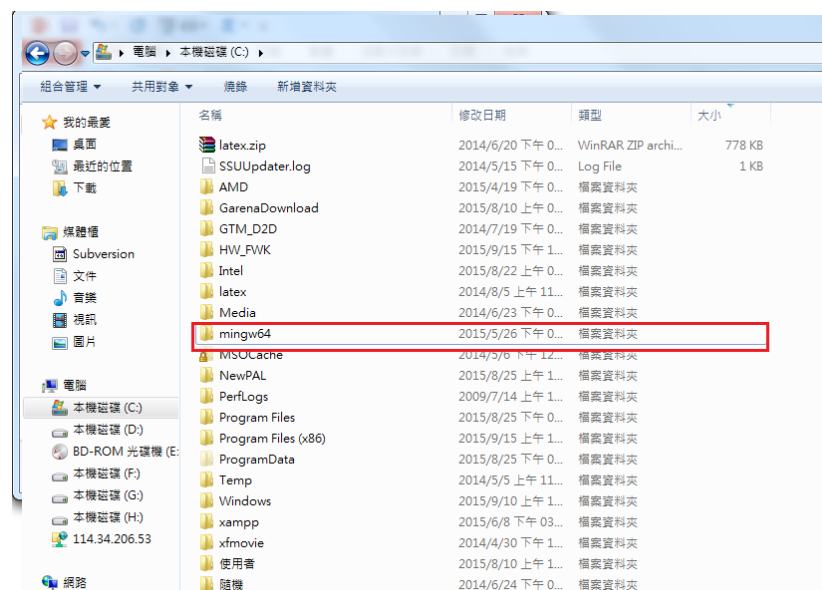 電腦 本機磁碟 (C:)
組合管理 共用對象 燒錄 新增資料夾
我的最愛
桌面
最近的位置
下載
媒體櫃
Subversion
文件
音樂
視訊
圖片
電腦
本機磁碟 (C:)
本機磁碟 (D:)
BD-ROM 光碟機 (E:
本機磁碟 (F:)
本機磁碟 (G:)
本機磁碟 (H:)
114.34.206.53
網路
名稱 修改日期 類型 大小
latex.zip 2014/6/20 下午 0... WinRAR ZIP archi... 778 KB
SSUUpdater.log 2014/5/15 下午 0... Log File 1 KB
AMD 2015/4/19 下午 0... 檔案資料夾
GarenaDownload 2015/8/10 上午 0... 檔案資料夾
GTM_D2D 2014/7/19 下午 0... 檔案資料夾
HW_FWK 2015/9/15 下午 1... 檔案資料夾
Intel 2015/8/22 上午 0... 檔案資料夾
latex 2014/8/5 上午 11... 檔案資料夾
Media 2014/6/23 下午 0... 檔案資料夾
mingw64 2015/5/26 下午 0... 檔案資料夾
MSOCache 2014/5/6 下午 12... 檔案資料夾
NewPAL 2015/8/25 上午 1... 檔案資料夾
PerfLogs 2009/7/14 上午 1... 檔案資料夾
Program Files 2015/8/25 下午 0... 檔案資料夾
Program Files (x86) 2015/9/15 上午 1... 檔案資料夾
ProgramData 2015/8/25 下午 0... 檔案資料夾
Temp 2014/5/5 上午 11... 檔案資料夾
Windows 2015/9/10 上午 1... 檔案資料夾
xampp 2015/6/8 下午 03... 檔案資料夾
xfmovie 2014/4/30 下午 1... 檔案資料夾
使用者 2015/8/10 上午 1... 檔案資料夾
隨機 2014/6/24 下午 0... 檔案資料夾